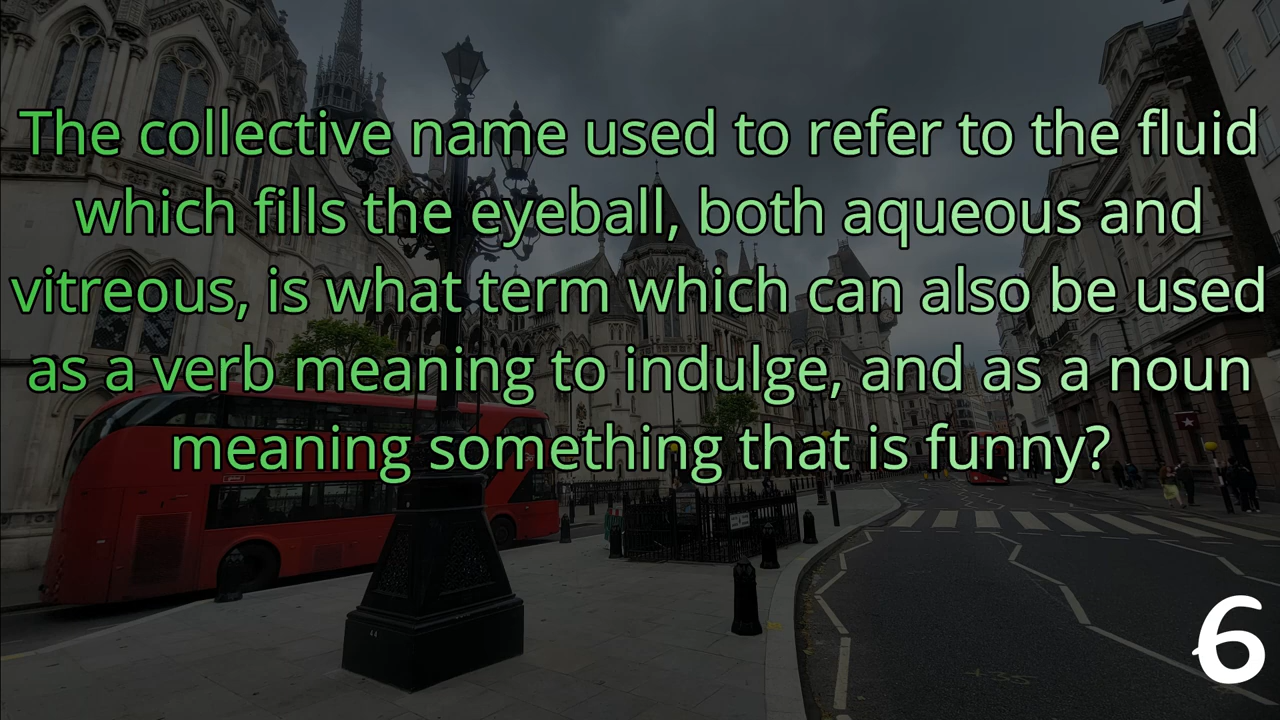 The collective name used to refer to the fluid
which fills the eyeball, both aqueous and
vitreous, is what term which can also be used
as a verb meaning to indulge, and as a noun
meaning something that is funny?
6